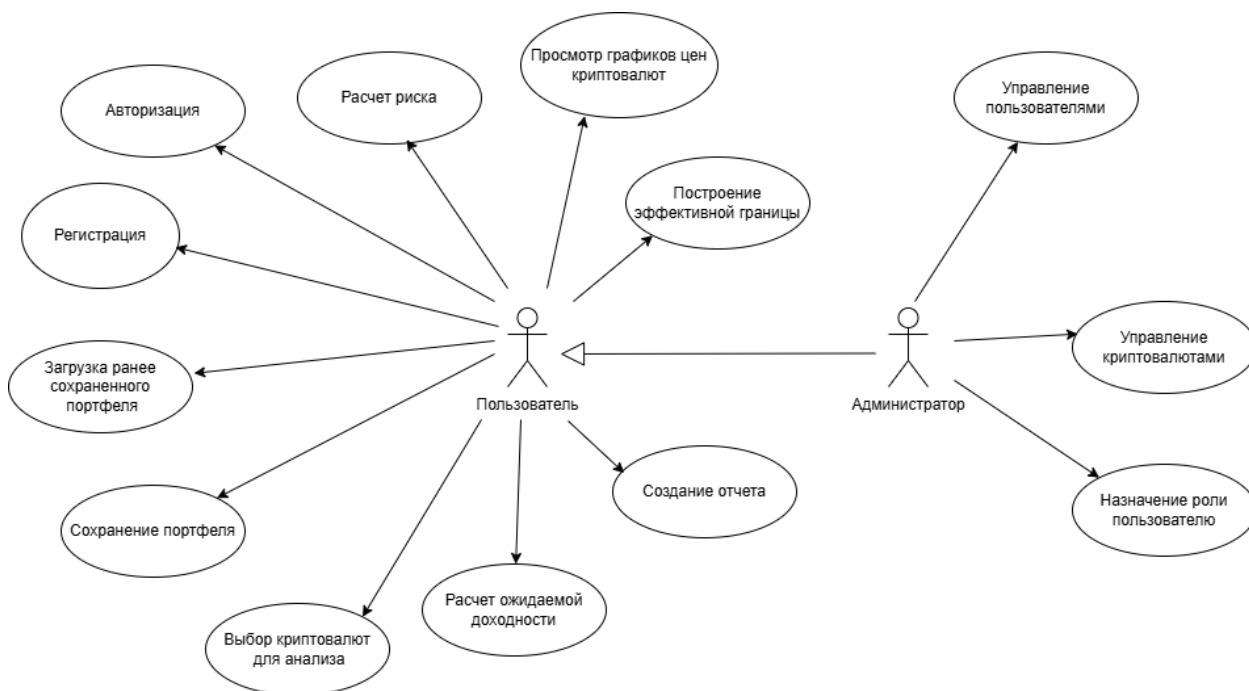 Просмотр графиков цен
криптовалют
Управление
пользователями
Расчет риска
Авторизация
Построение
эффективной границы
Регистрация
Управление
криптовалютами
Загрузка ранее
сохраненного
портфеля
Пользователь
Администратор
Создание отчета
Назначение роли
пользователю
Сохранение портфеля
Расчет ожидаемой
доходности
Выбор криптовалют
для анализа